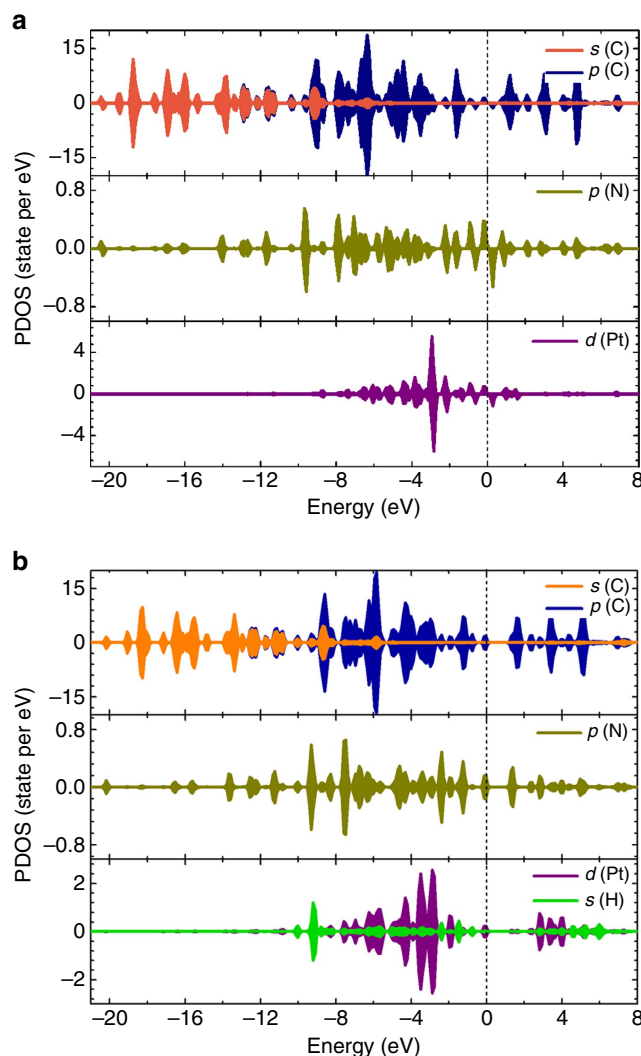 a
15
0
−15
s (C)
p (C)
0.8
0.0
−0.8
p (N)
4
0
−4
d (Pt)
PDOS (state per eV)
−20 −16 −12 −8 −4 0 4 8
Energy (eV)
b
15
0
−15
s (C)
p (C)
0.8
0.0
−0.8
p (N)
2
0
−2
d (Pt)
s (H)
PDOS (state per eV)
−20 −16 −12 −8 −4 0 4 8
Energy (eV)